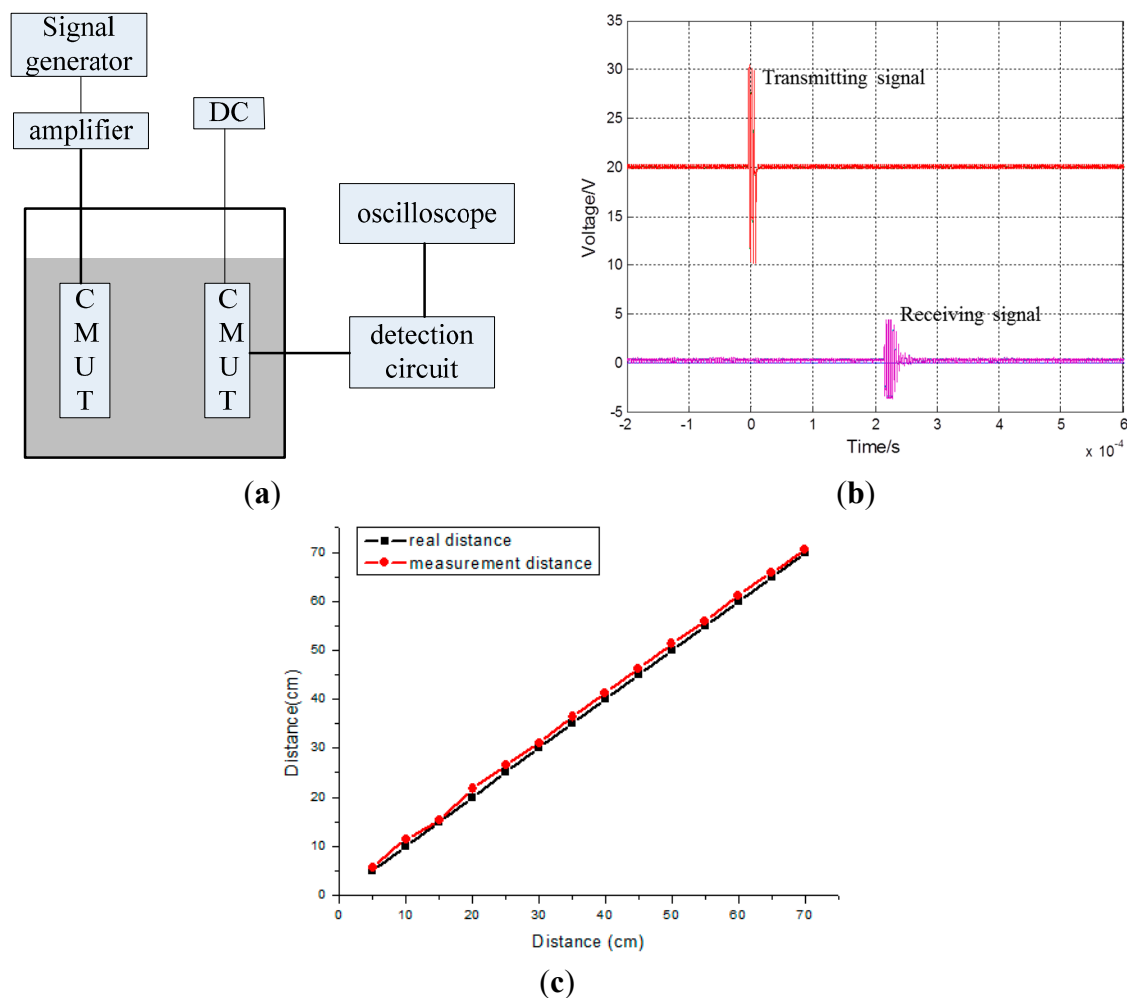 Signal
generator
amplifier
DC
oscilloscope
detection
circuit
C
M
U
T
C
M
U
T
(a)
35
30
25
20
15
10
5
0
-5
Voltage/V
Transmitting signal
Receiving signal
-2 -1 0 1 2 3 4 5 6
Time/s
x 10⁻⁴
(b)
real distance
measurement distance
70
60
50
40
30
20
10
0
Distance(cm)
0 10 20 30 40 50 60 70
Distance (cm)
(c)